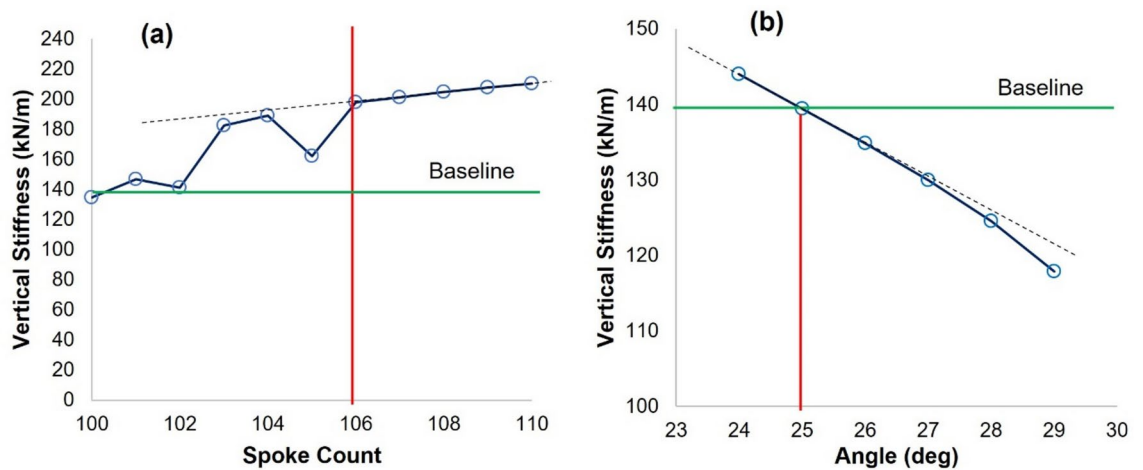 (a)
Vertical Stiffness (kN/m)
240
220
200
180
160
140
120
100
80
60
40
20
0
Baseline
100 102 104 106 108 110
Spoke Count
(b)
Vertical Stiffness (kN/m)
150
140
130
120
110
100
Baseline
23 24 25 26 27 28 29 30
Angle (deg)